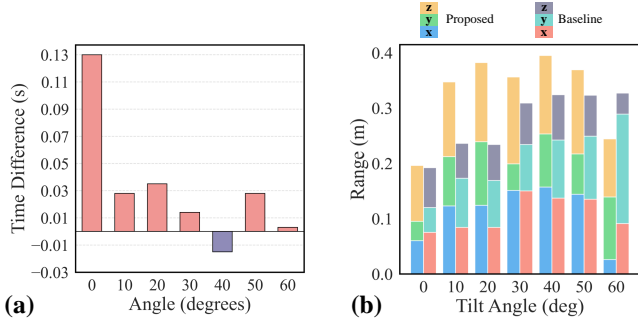 z
y Proposed
x
z
y Baseline
x
0.13
0.11
0.09
0.07
0.05
0.03
0.01
−0.01
−0.03
Time Difference (s)
0 10 20 30 40 50 60
Angle (degrees)
(a)
0.4
0.3
0.2
0.1
0.0
Range (m)
0 10 20 30 40 50 60
Tilt Angle (deg)
(b)